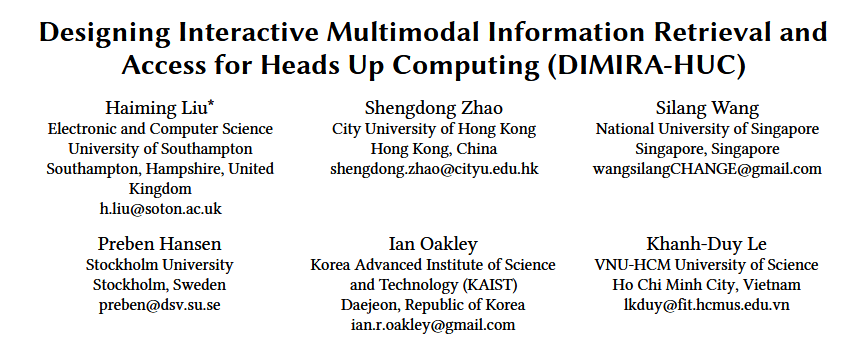 Designing Interactive Multimodal Information Retrieval and
Access for Heads Up Computing (DIMIRA-HUC)
Haiming Liu*
Electronic and Computer Science
University of Southampton
Southampton, Hampshire, United
Kingdom
h.liu@soton.ac.uk
Shengdong Zhao
City University of Hong Kong
Hong Kong, China
shengdong.zhao@cityu.edu.hk
Silang Wang
National University of Singapore
Singapore, Singapore
wangsilangCHANGE@gmail.com
Preben Hansen
Stockholm University
Stockholm, Sweden
preben@dsv.su.se
Ian Oakley
Korea Advanced Institute of Science
and Technology (KAIST)
Daejeon, Republic of Korea
ian.r.oakley@gmail.com
Khanh-Duy Le
VNU-HCM University of Science
Ho Chi Minh City, Vietnam
lkduy@fit.hcmus.edu.vn